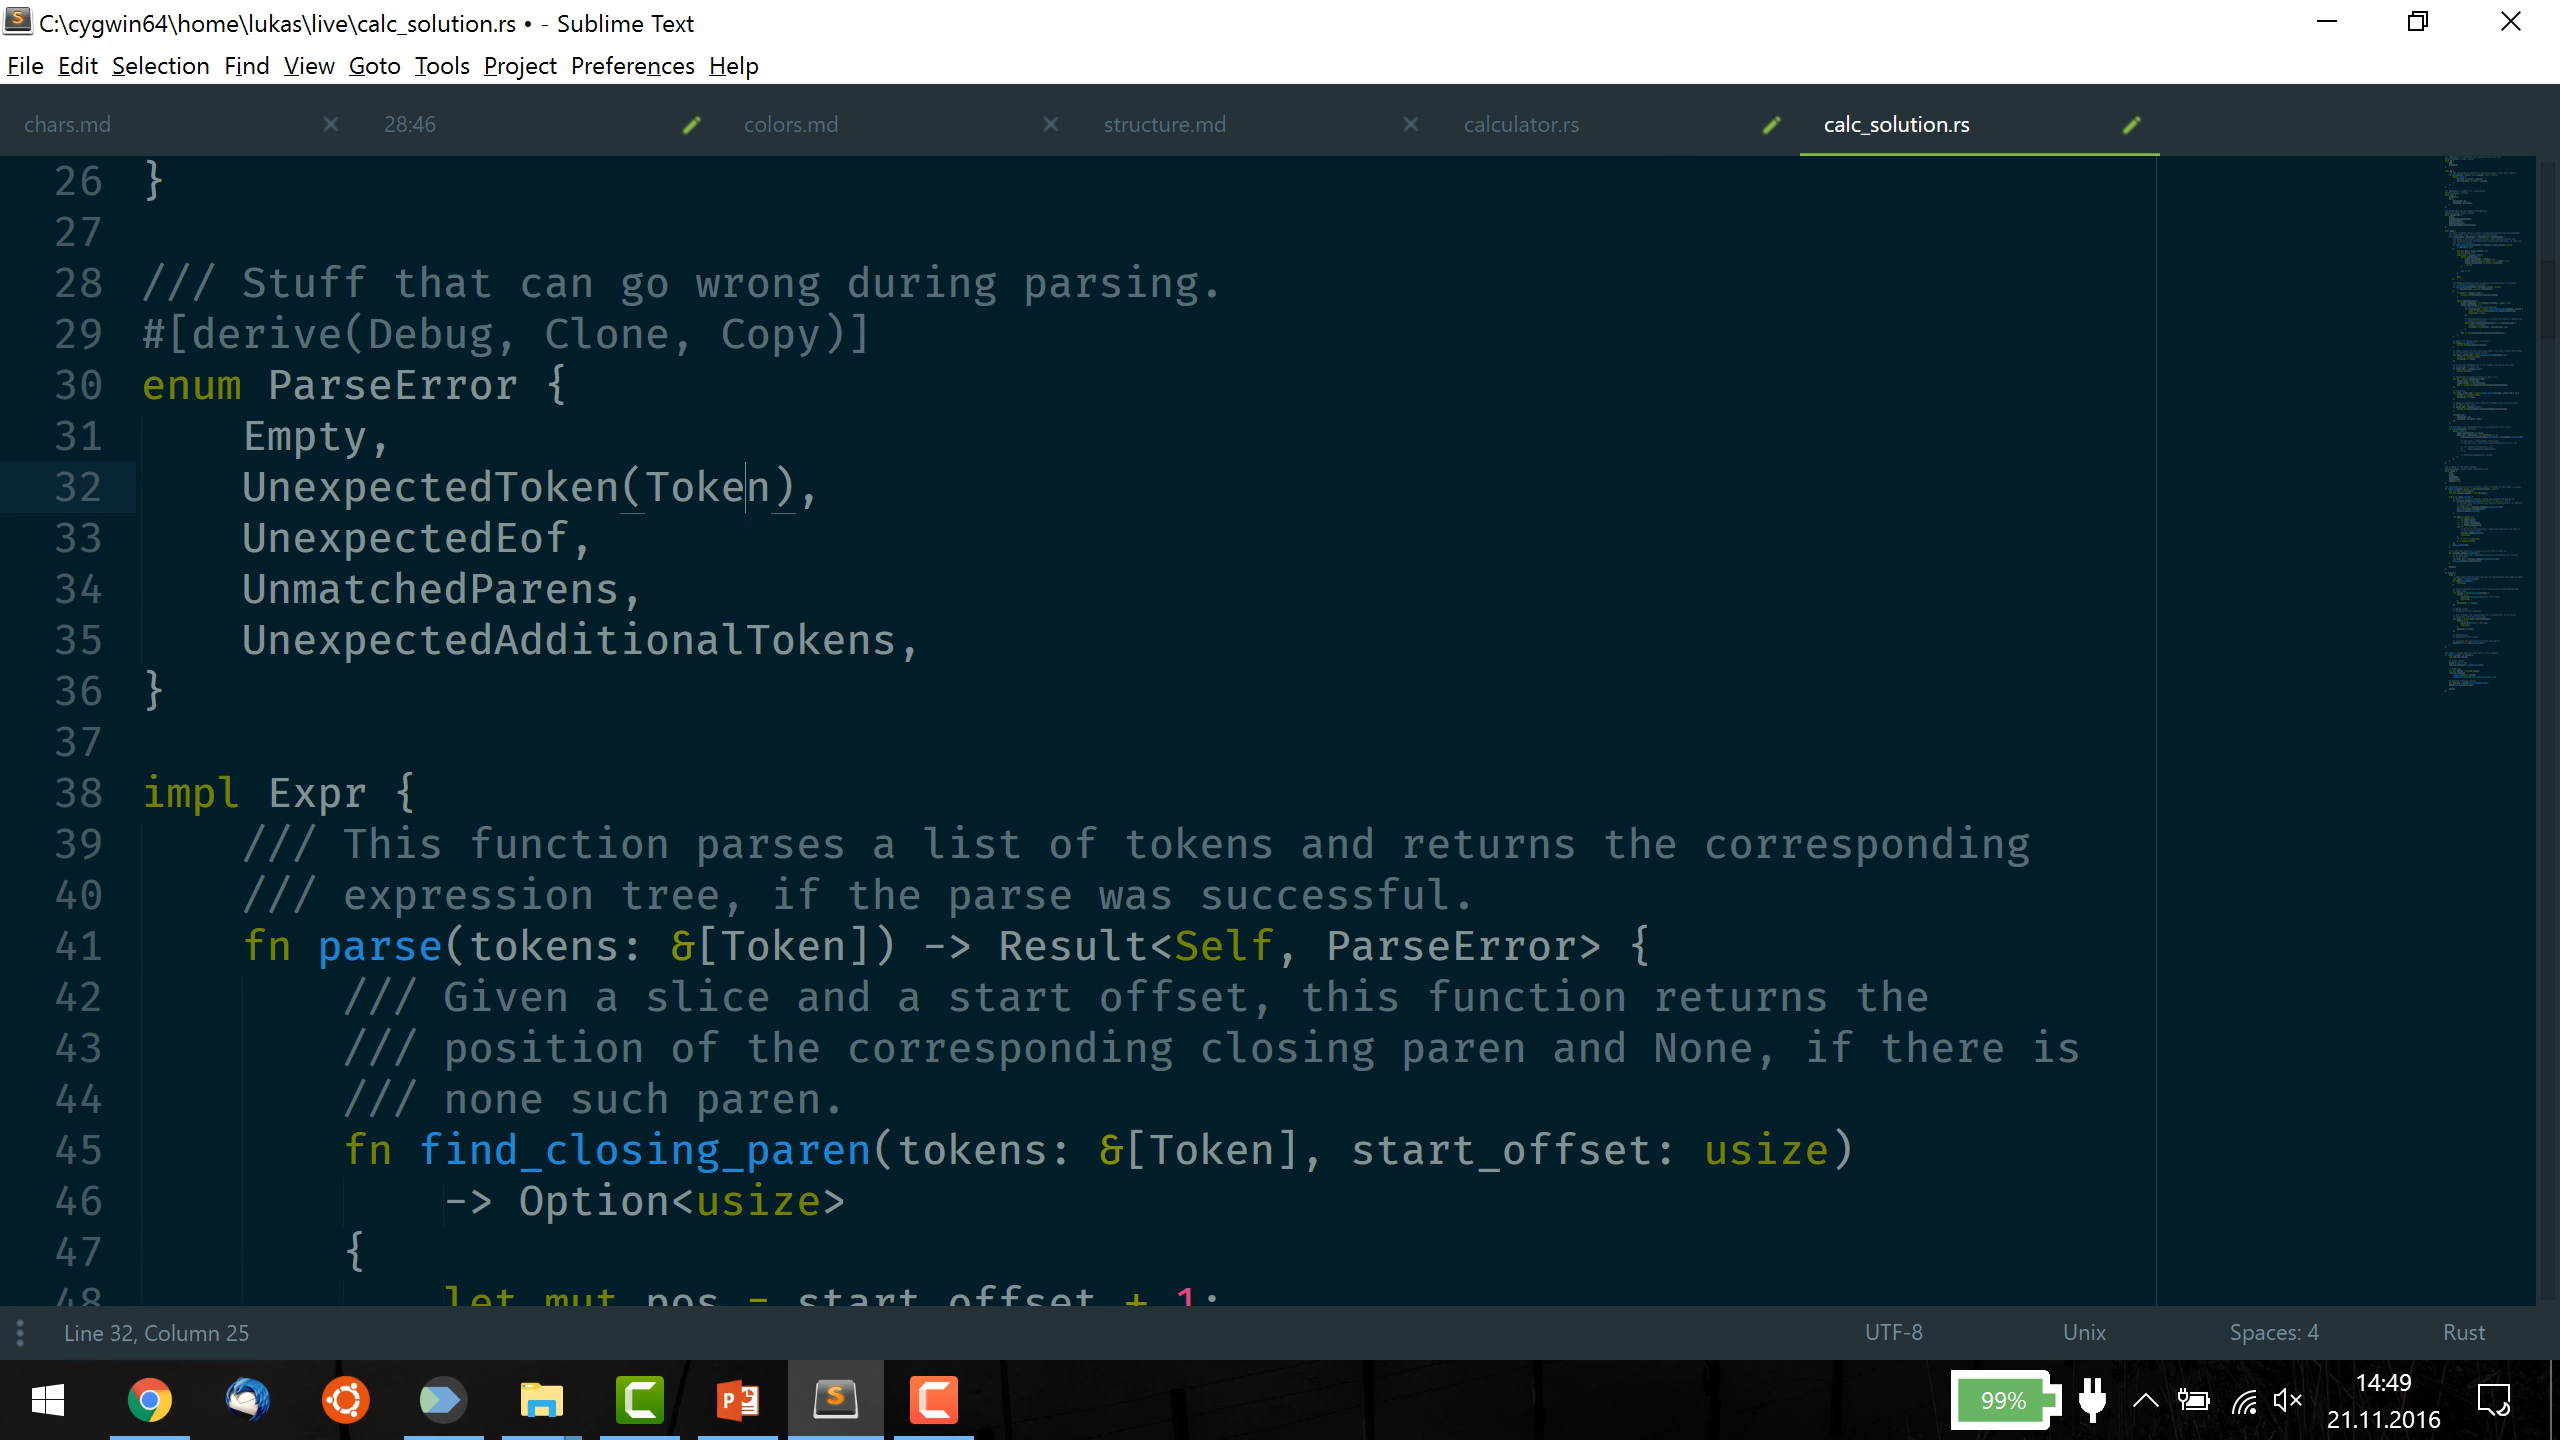 C:\cygwin64\home\lukas\live\calc_solution.rs • - Sublime Text
File Edit Selection Find View Goto Tools Project Preferences Help
chars.md 28:46 colors.md structure.md calculator.rs calc_solution.rs
26 }
27
28 /// Stuff that can go wrong during parsing.
29 #[derive(Debug, Clone, Copy)]
30 enum ParseError {
31     Empty,
32     UnexpectedToken(Token),
33     UnexpectedEof,
34     UnmatchedParens,
35     UnexpectedAdditionalTokens,
36 }
37
38 impl Expr {
39     /// This function parses a list of tokens and returns the corresponding
40     /// expression tree, if the parse was successful.
41     fn parse(tokens: &[Token]) -> Result<Self, ParseError> {
42         /// Given a slice and a start offset, this function returns the
43         /// position of the corresponding closing paren and None, if there is
44         /// none such paren.
45         fn find_closing_paren(tokens: &[Token], start_offset: usize)
46             -> Option<usize>
47         {
48             let mut pos = start_offset + 1;
Line 32, Column 25 UTF-8 Unix Spaces: 4 Rust
99% 14:49
21.11.2016